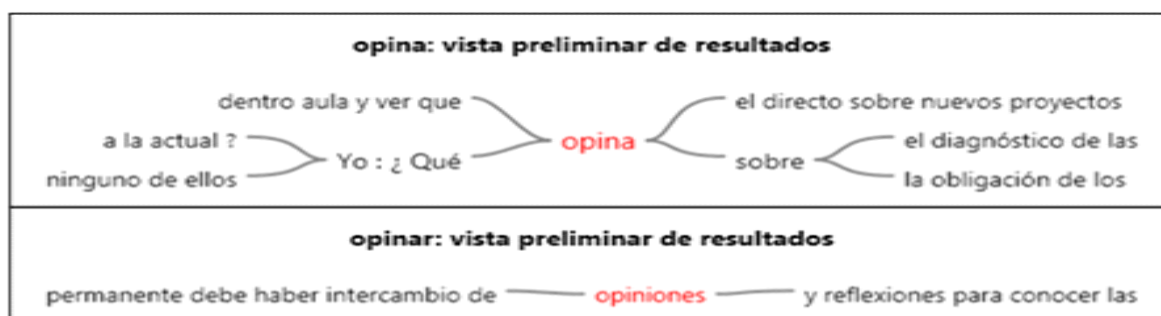 opina: vista preliminar de resultados
dentro aula y ver que
el directo sobre nuevos proyectos
a la actual ?
Yo : ¿ Qué
opina
sobre
el diagnóstico de las
ninguno de ellos
la obligación de los
opinar: vista preliminar de resultados
permanente debe haber intercambio de opiniones y reflexiones para conocer las